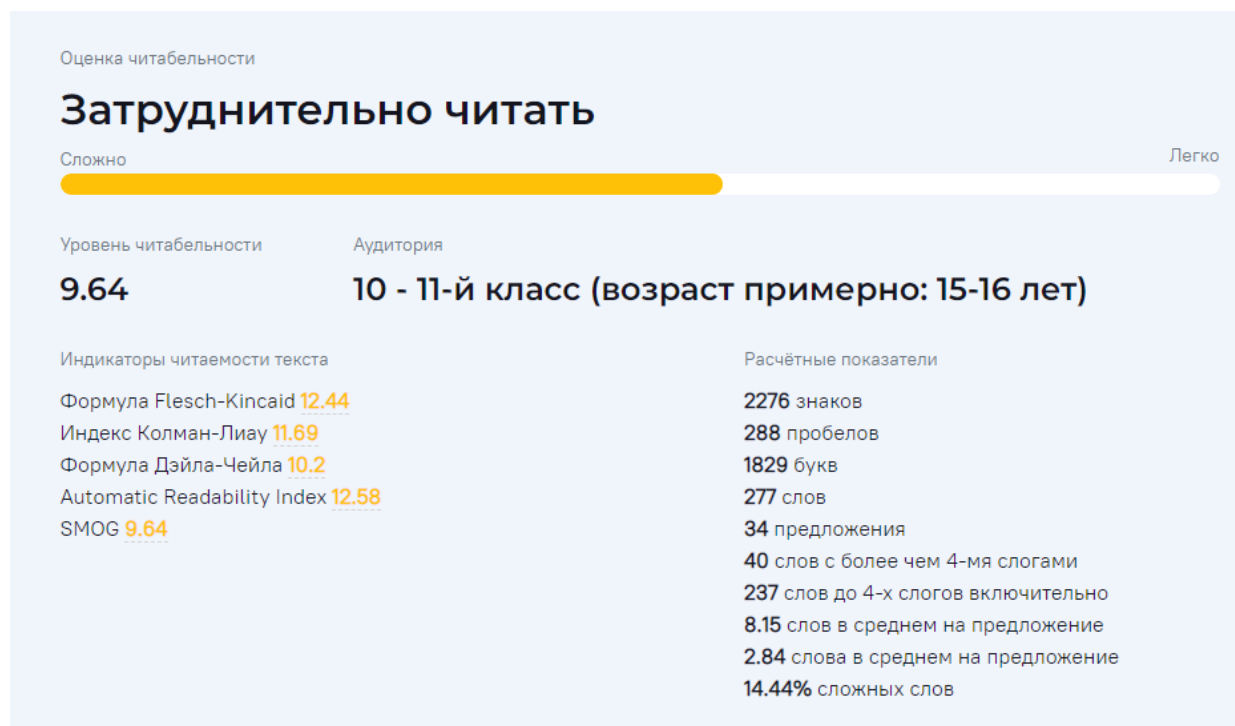 Оценка читабельности
Затруднительно читать
Сложно
Легко
Уровень читабельности
Аудитория
9.64
10 - 11-й класс (возраст примерно: 15-16 лет)
Индикаторы читаемости текста
Формула Flesch-Kincaid 12.44
Индекс Колман-Лиау 11.69
Формула Дэйла-Чейла 10.2
Automatic Readability Index 12.58
SMOG 9.64
Расчётные показатели
2276 знаков
288 пробелов
1829 букв
277 слов
34 предложения
40 слов с более чем 4-мя слогами
237 слов до 4-х слогов включительно
8.15 слов в среднем на предложение
2.84 слова в среднем на предложение
14.44% сложных слов